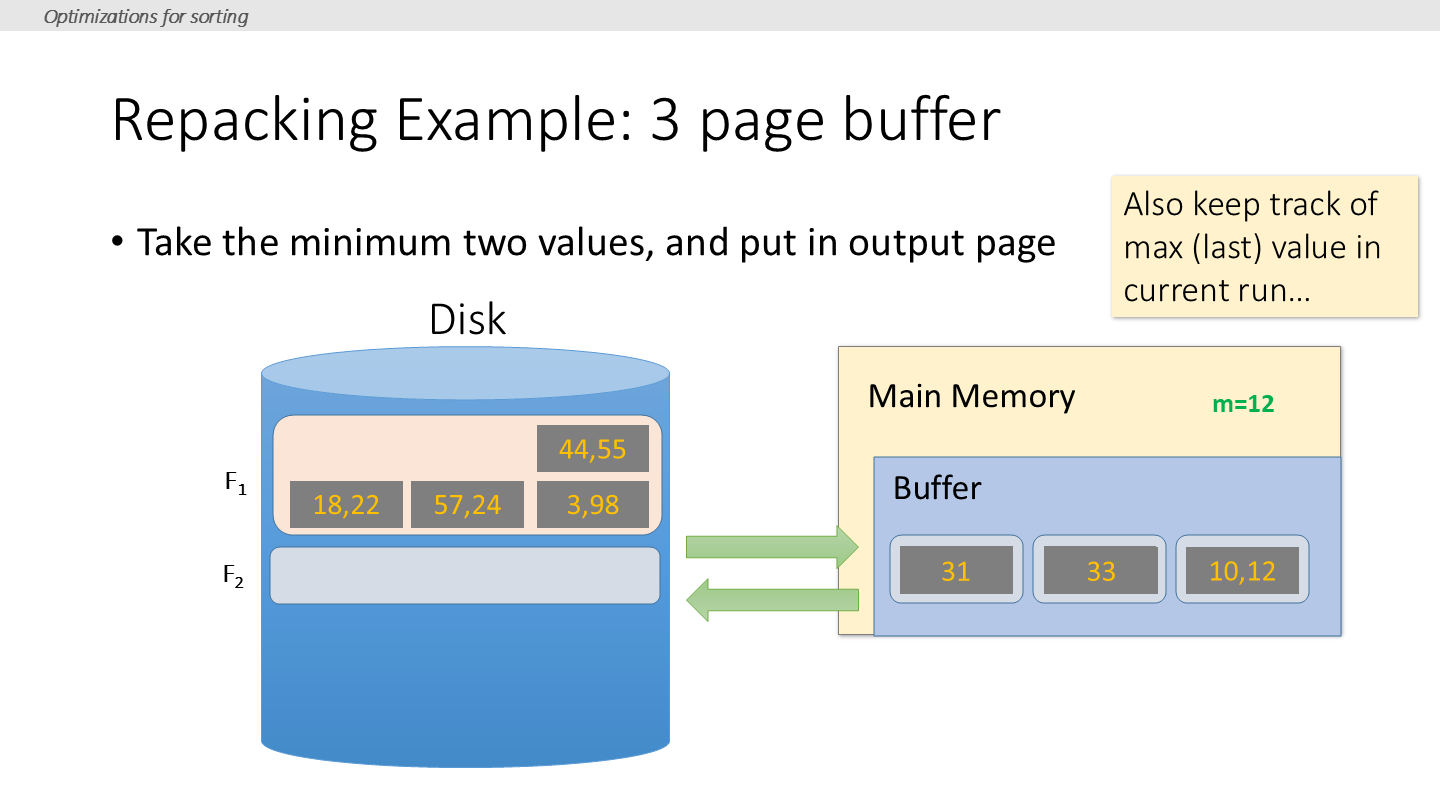 Optimizations for sorting
Repacking Example: 3 page buffer
• Take the minimum two values, and put in output page
Also keep track of
max (last) value in
current run...
Disk
F1
44,55
18,22 57,24 3,98
F2
Main Memory
m=12
Buffer
31 33 10,12